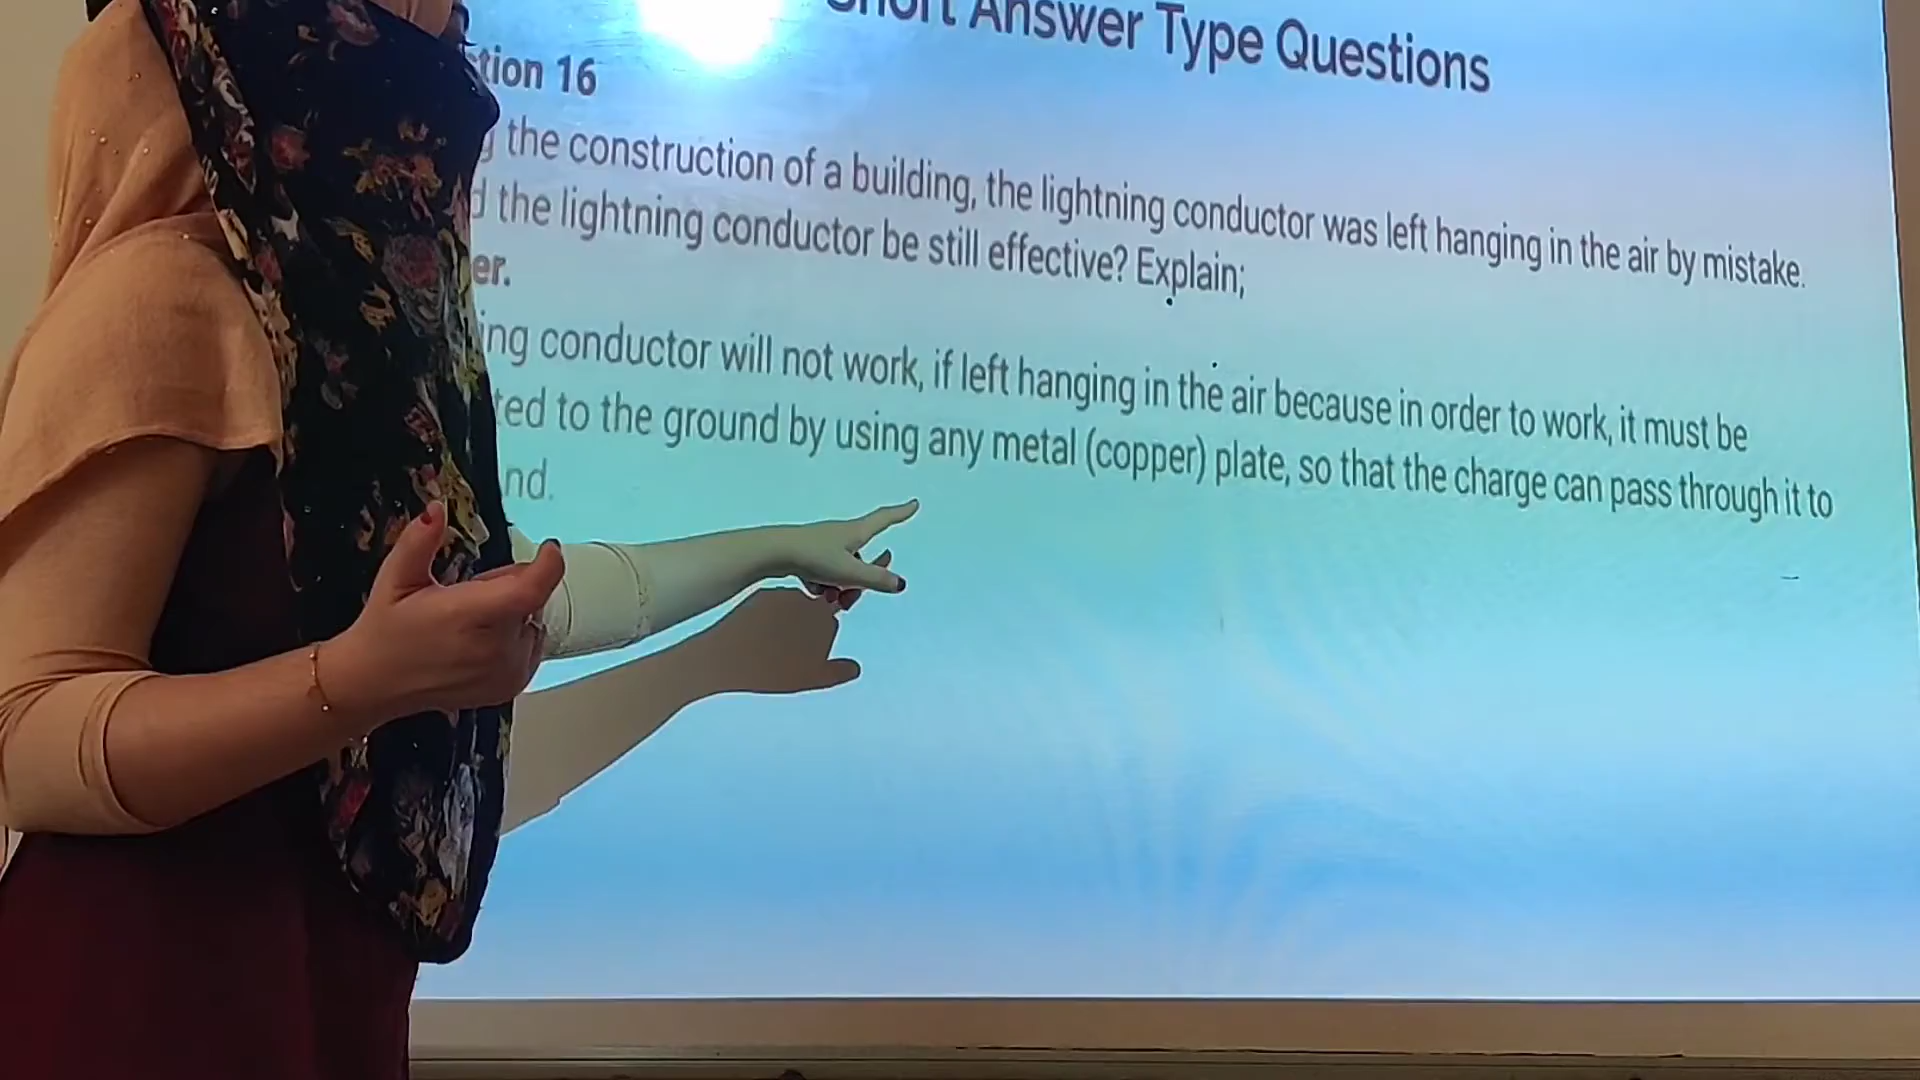 Short Answer Type Questions
tion 16
the construction of a building, the lightning conductor was left hanging in the air by mistake.
the lightning conductor be still effective? Explain;
er.
ing conductor will not work, if left hanging in the air because in order to work, it must be
ted to the ground by using any metal (copper) plate, so that the charge can pass through it to
nd.